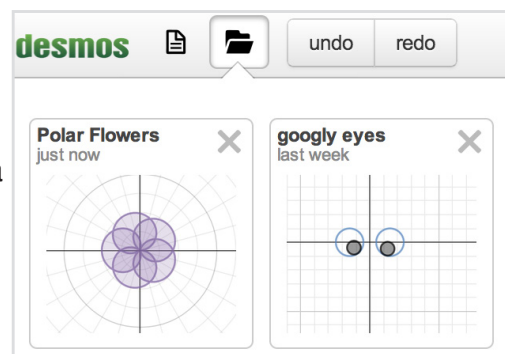 desmos
undo redo
Polar Flowers
just now
googly eyes
last week